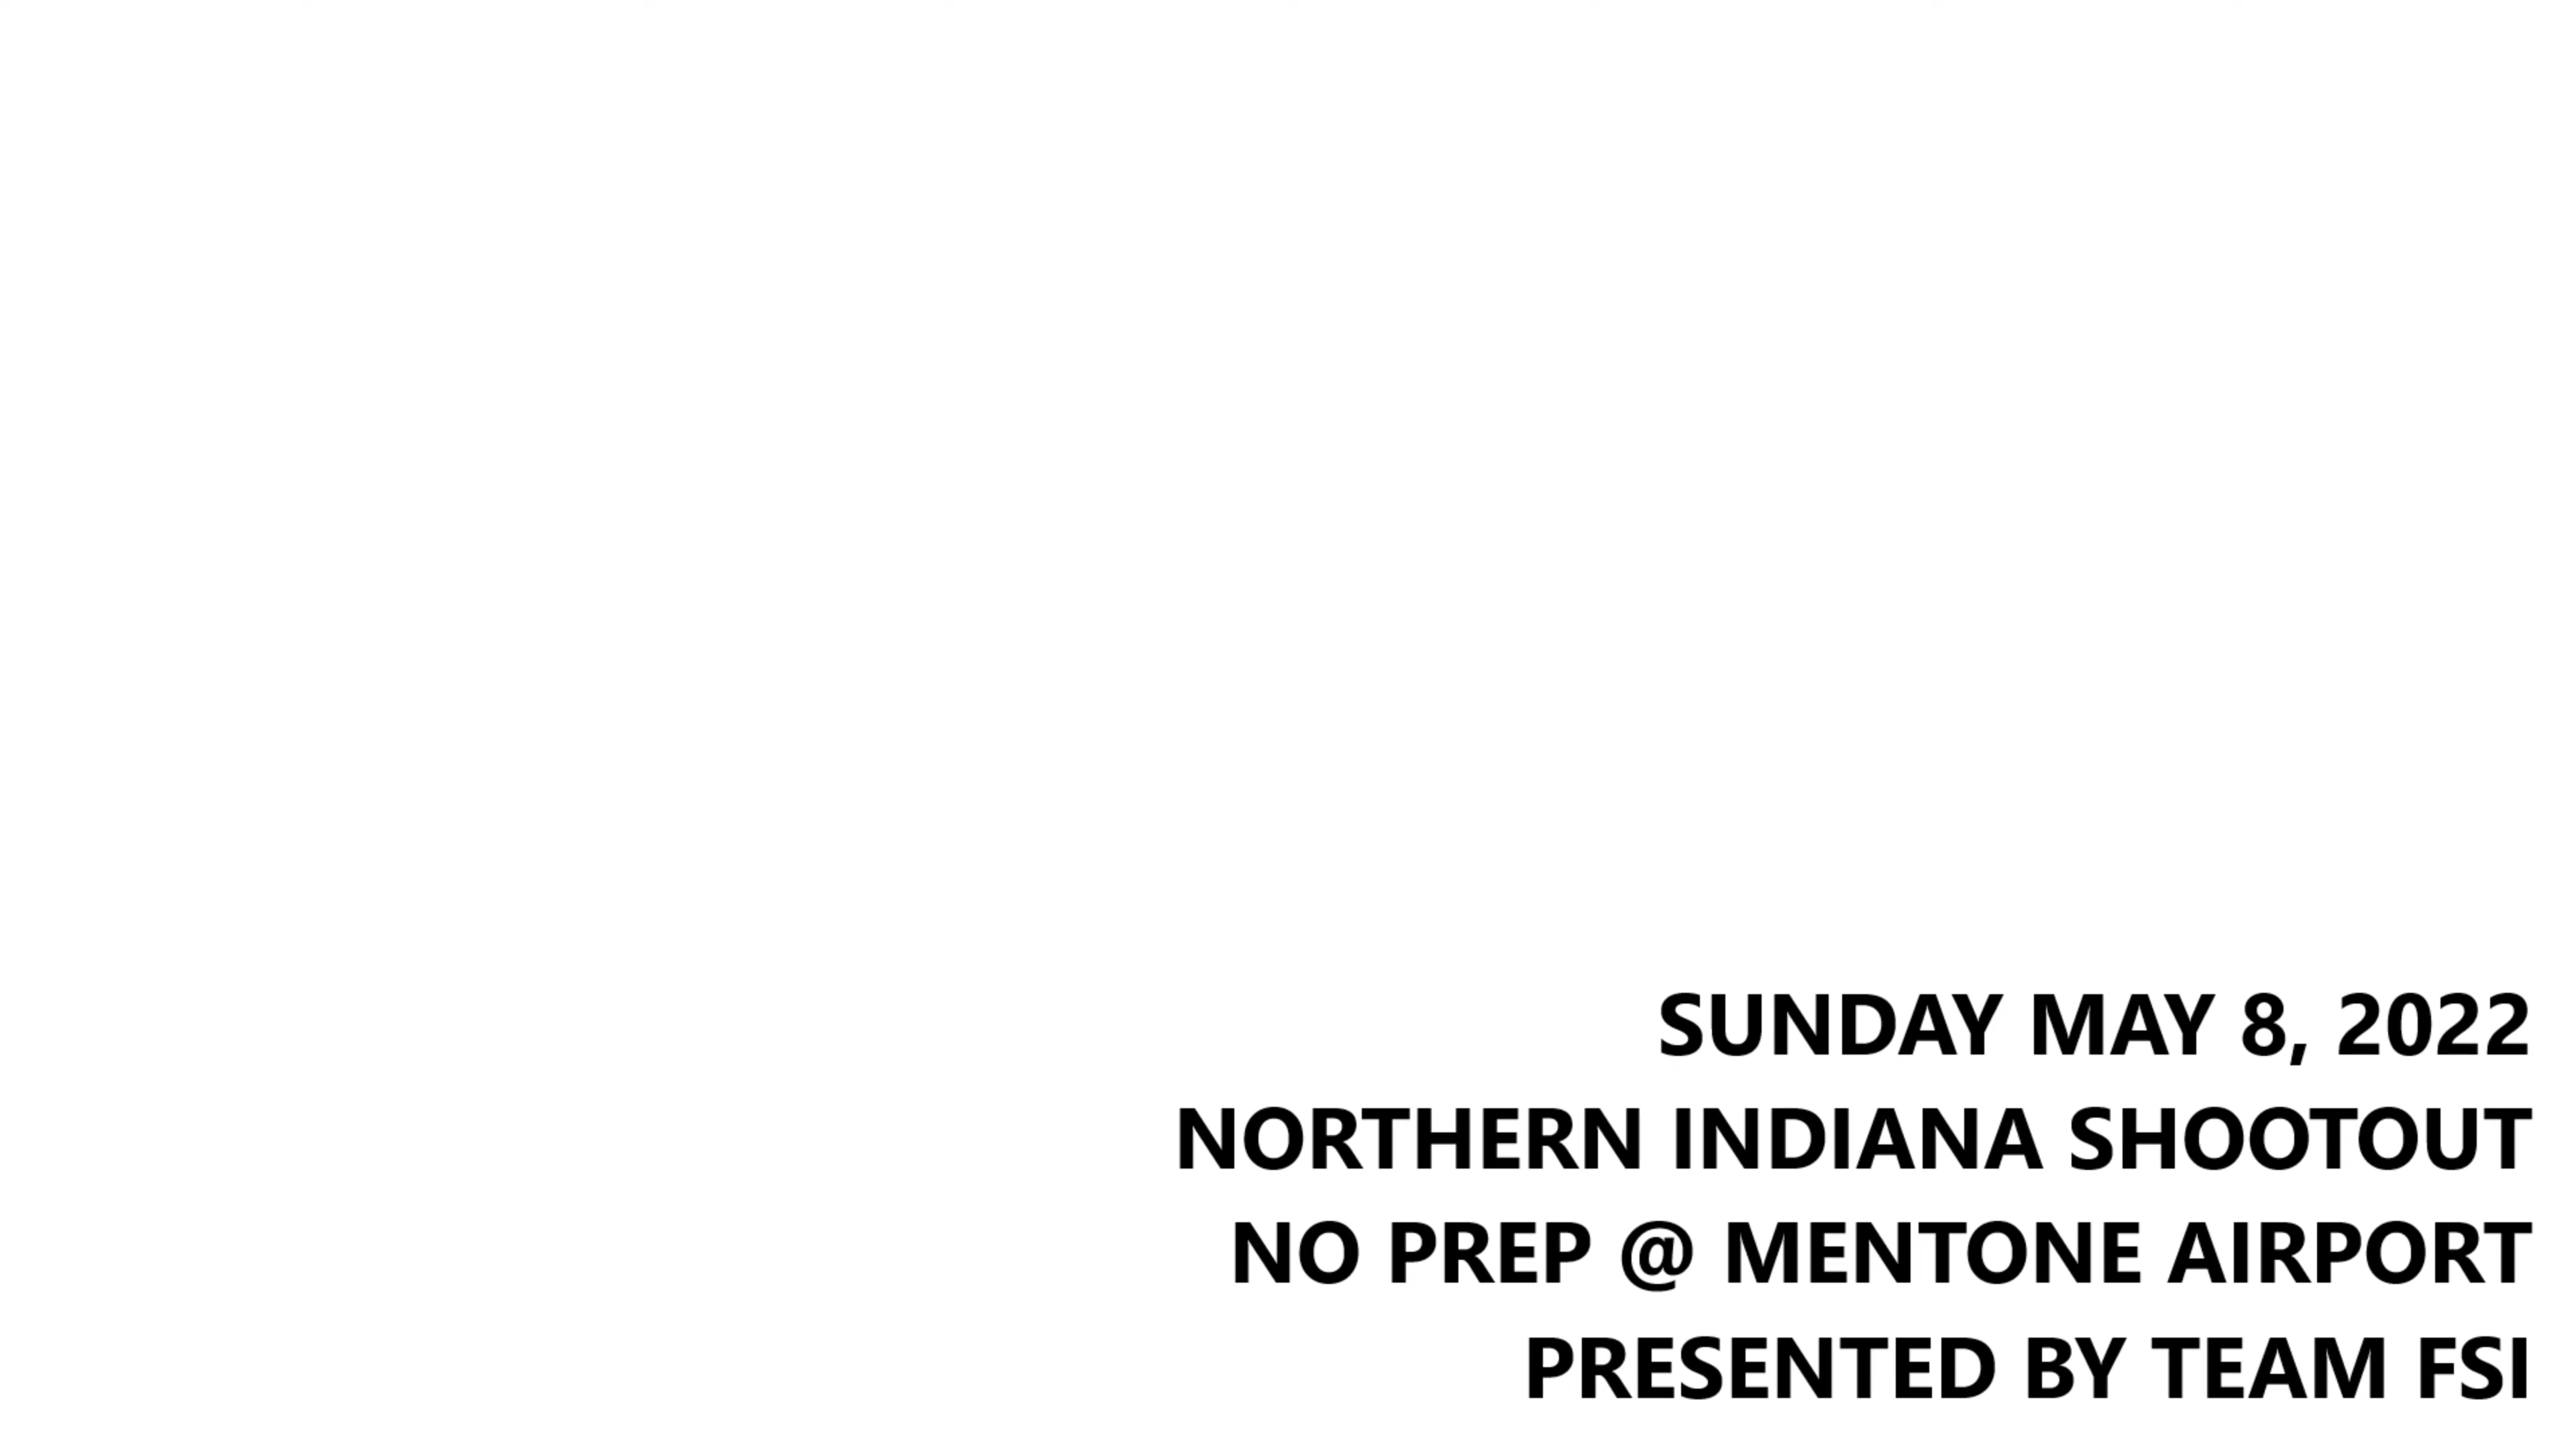 SUNDAY MAY 8, 2022
NORTHERN INDIANA SHOOTOUT
NO PREP @ MENTONE AIRPORT
PRESENTED BY TEAM FSI